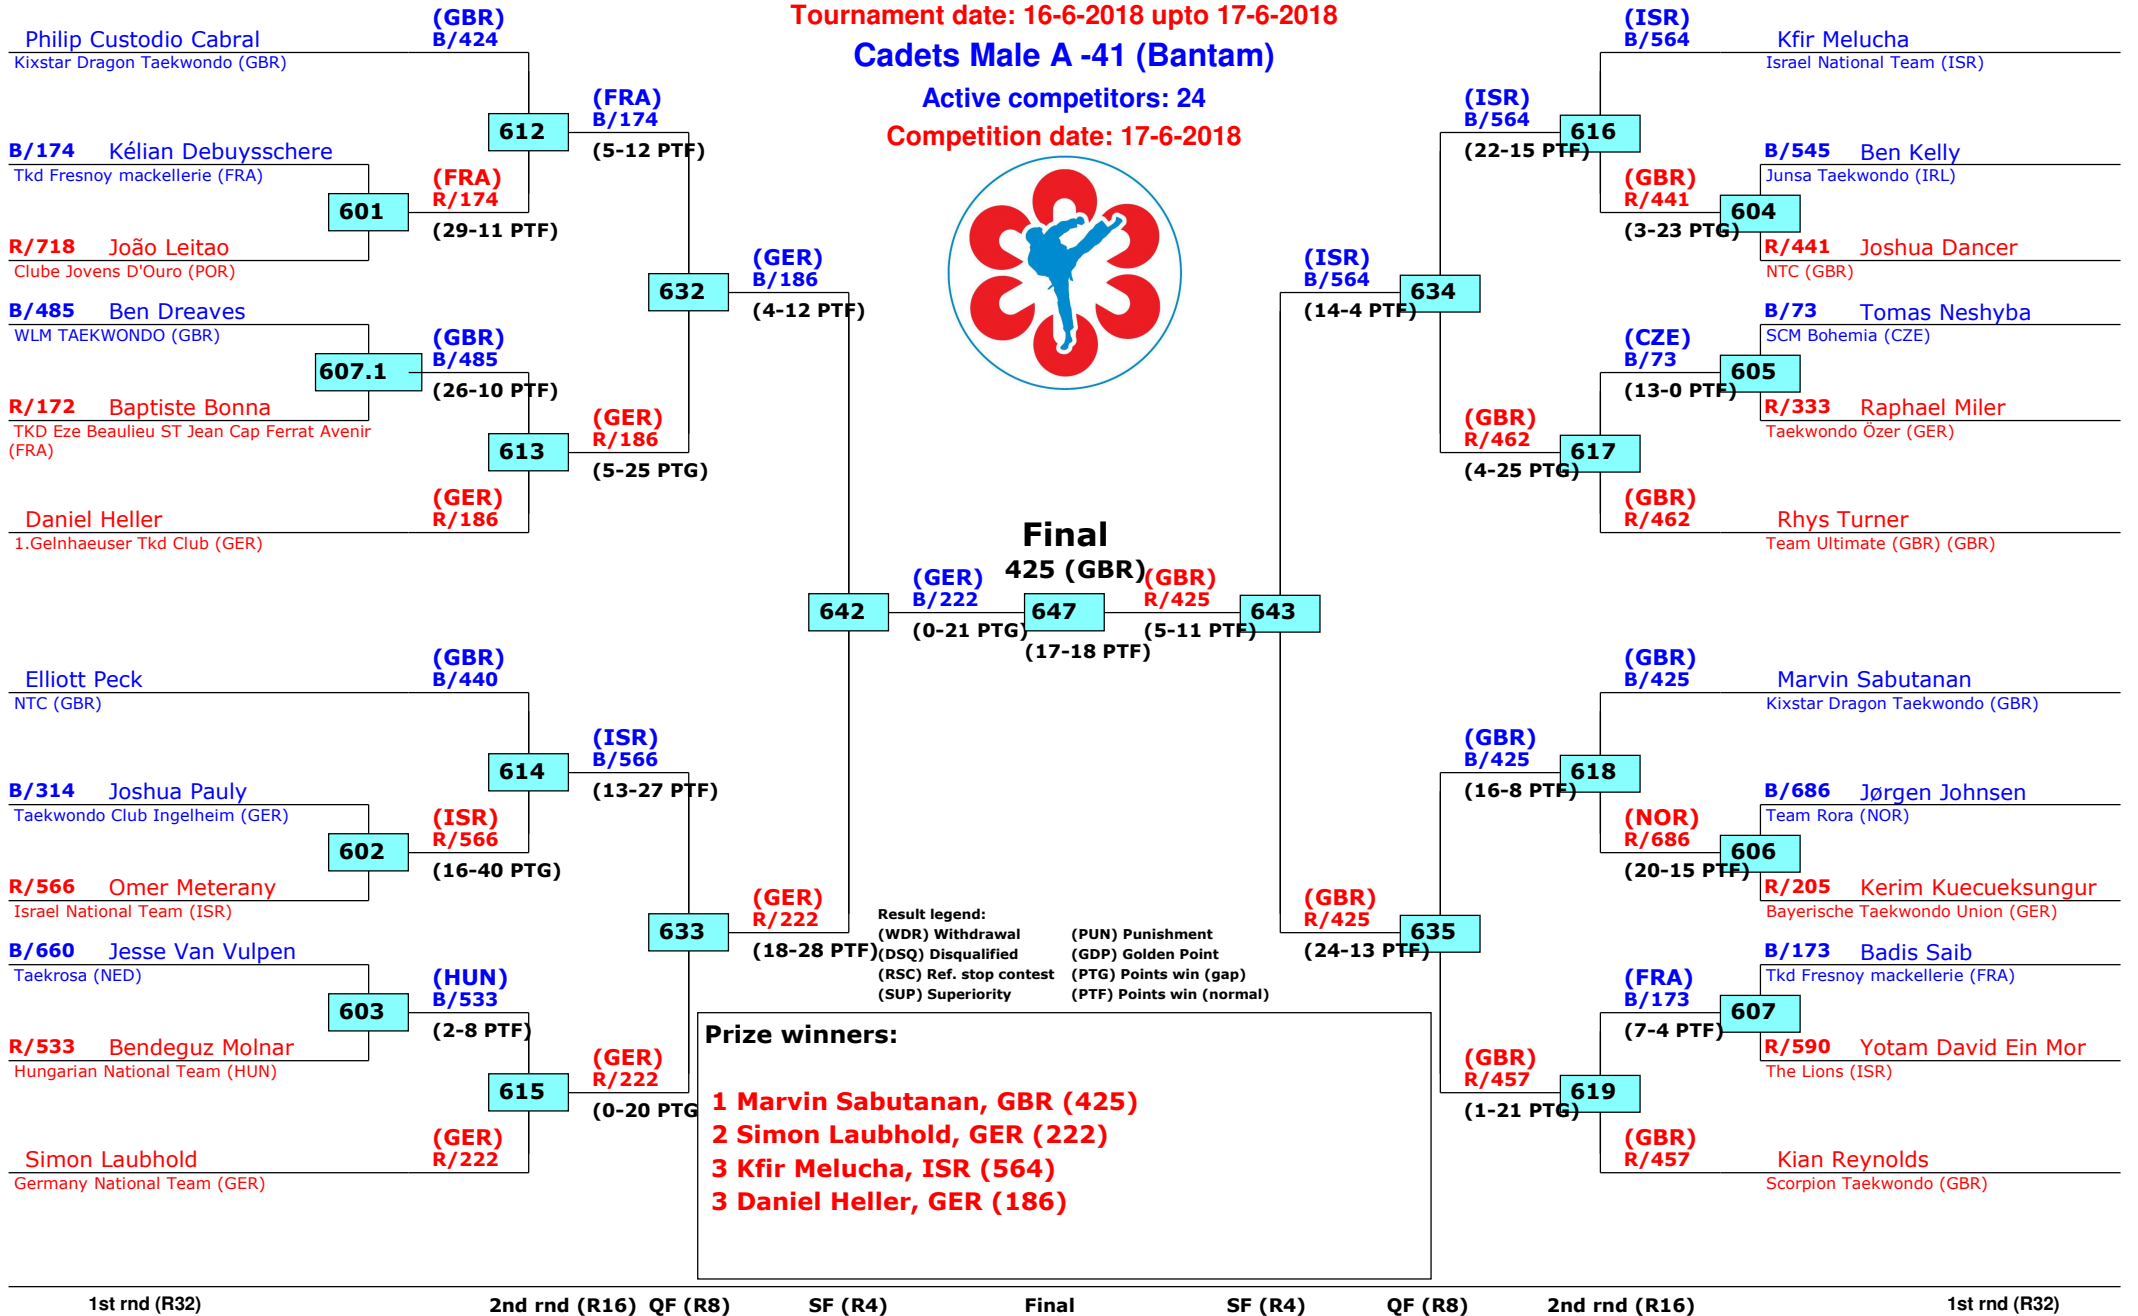 Tournament date: 16-6-2018 upto 17-6-2018
Cadets Male A -41 (Bantam)
Active competitors: 24
Competition date: 17-6-2018
Philip Custodio Cabral
Kixstar Dragon Taekwondo (GBR)
(GBR)
B/424
612
(FRA)
B/174
(5-12 PTF)
B/174 Kélian Debuysschere
Tkd Fresnoy mackellerie (FRA)
601
(FRA)
R/174
(29-11 PTF)
R/718 João Leitao
Clube Jovens D'Ouro (POR)
632
(GER)
B/186
(4-12 PTF)
B/485 Ben Dreaves
WLM TAEKWONDO (GBR)
607.1
(GBR)
B/485
(26-10 PTF)
R/172 Baptiste Bonna
TKD Eze Beaulieu ST Jean Cap Ferrat Avenir
(FRA)
613
(GER)
R/186
(5-25 PTG)
Daniel Heller
1.Gelnhaeuser Tkd Club (GER)
(GER)
R/186
642
(GER)
B/222
(0-21 PTG)
Final
425 (GBR)
647
(17-18 PTF)
(GBR)
R/425
(5-11 PTF)
643
Elliott Peck
NTC (GBR)
(GBR)
B/440
614
(ISR)
B/566
(13-27 PTF)
B/314 Joshua Pauly
Taekwondo Club Ingelheim (GER)
602
(ISR)
R/566
(16-40 PTG)
R/566 Omer Meterany
Israel National Team (ISR)
633
(GER)
R/222
(18-28 PTF)
B/660 Jesse Van Vulpen
Taekrosa (NED)
603
(HUN)
B/533
(2-8 PTF)
R/533 Bendeguz Molnar
Hungarian National Team (HUN)
615
(GER)
R/222
(0-20 PTG
Simon Laubhold
Germany National Team (GER)
(GER)
R/222
(ISR)
B/564
Kfir Melucha
Israel National Team (ISR)
(ISR)
B/564
(22-15 PTF)
616
B/545 Ben Kelly
Junsa Taekwondo (IRL)
(GBR)
R/441
(3-23 PTG)
604
R/441 Joshua Dancer
NTC (GBR)
(ISR)
B/564
(14-4 PTF)
634
B/73 Tomas Neshyba
SCM Bohemia (CZE)
(CZE)
B/73
(13-0 PTF)
605
R/333 Raphael Miler
Taekwondo Özer (GER)
(GBR)
R/462
(4-25 PTG)
617
(GBR)
R/462
Rhys Turner
Team Ultimate (GBR) (GBR)
(GBR)
B/425
Marvin Sabutanan
Kixstar Dragon Taekwondo (GBR)
(GBR)
B/425
(16-8 PTF)
618
B/686 Jørgen Johnsen
Team Rora (NOR)
(NOR)
R/686
(20-15 PTF)
606
R/205 Kerim Kuecueksungur
Bayerische Taekwondo Union (GER)
(GBR)
R/425
(24-13 PTF)
635
B/173 Badis Saib
Tkd Fresnoy mackellerie (FRA)
(FRA)
B/173
(7-4 PTF)
607
R/590 Yotam David Ein Mor
The Lions (ISR)
(GBR)
R/457
(1-21 PTG)
619
(GBR)
R/457
Kian Reynolds
Scorpion Taekwondo (GBR)
Result legend:
(WDR) Withdrawal (PUN) Punishment
(DSQ) Disqualified (GDP) Golden Point
(RSC) Ref. stop contest (PTG) Points win (gap)
(SUP) Superiority (PTF) Points win (normal)
Prize winners:
1 Marvin Sabutanan, GBR (425)
2 Simon Laubhold, GER (222)
3 Kfir Melucha, ISR (564)
3 Daniel Heller, GER (186)
1st rnd (R32) 2nd rnd (R16) QF (R8) SF (R4) Final SF (R4) QF (R8) 2nd rnd (R16) 1st rnd (R32)